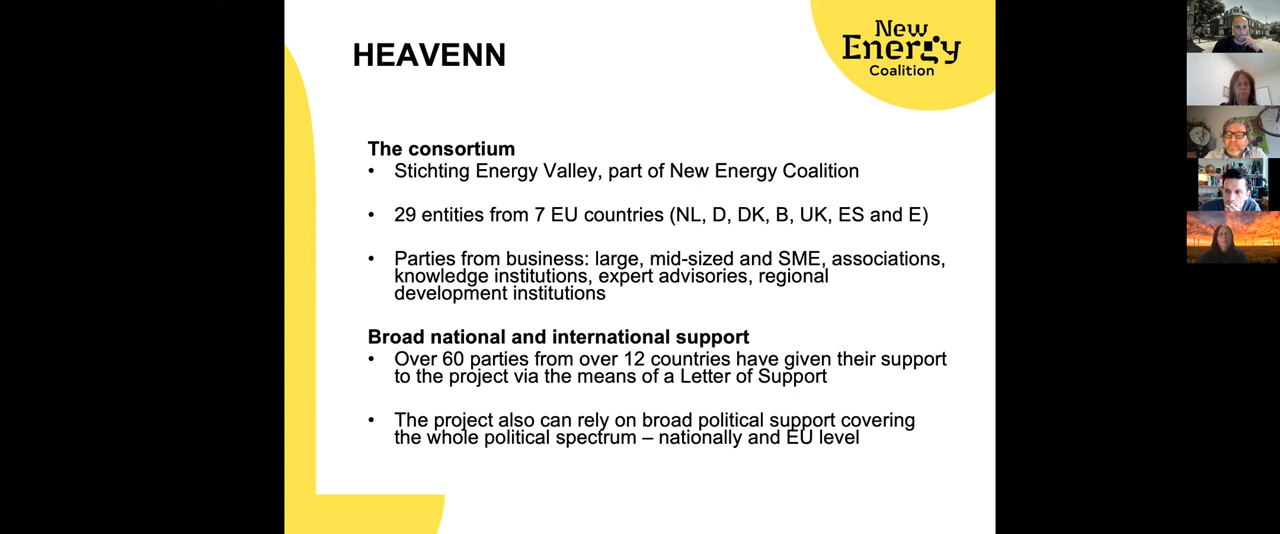 HEAVENN
New
Energy
Coalition
The consortium
• Stichting Energy Valley, part of New Energy Coalition
• 29 entities from 7 EU countries (NL, D, DK, B, UK, ES and E)
• Parties from business: large, mid-sized and SME, associations,
knowledge institutions, expert advisories, regional
development institutions
Broad national and international support
• Over 60 parties from over 12 countries have given their support
to the project via the means of a Letter of Support
• The project also can rely on broad political support covering
the whole political spectrum – nationally and EU level